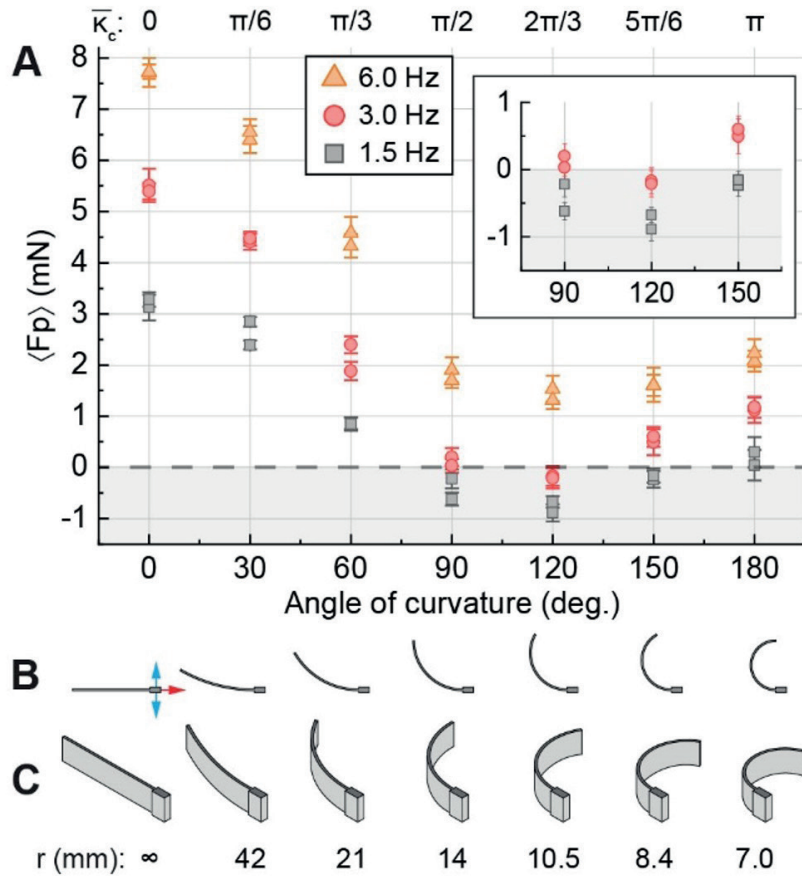 κ̄c: 0 π/6 π/3 π/2 2π/3 5π/6 π
A
8
7
6
5
4
3
2
1
0
-1
⟨Fp⟩ (mN)
6.0 Hz
3.0 Hz
1.5 Hz
1
0
-1
90 120 150
0 30 60 90 120 150 180
Angle of curvature (deg.)
B
C
r (mm): ∞ 42 21 14 10.5 8.4 7.0